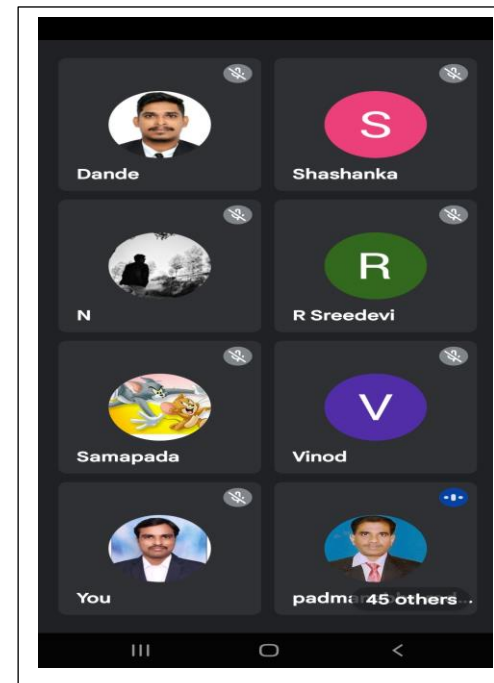 Dande
S
Shashanka
N
R
R Sreedevi
Samapada
V
Vinod
You
45 others